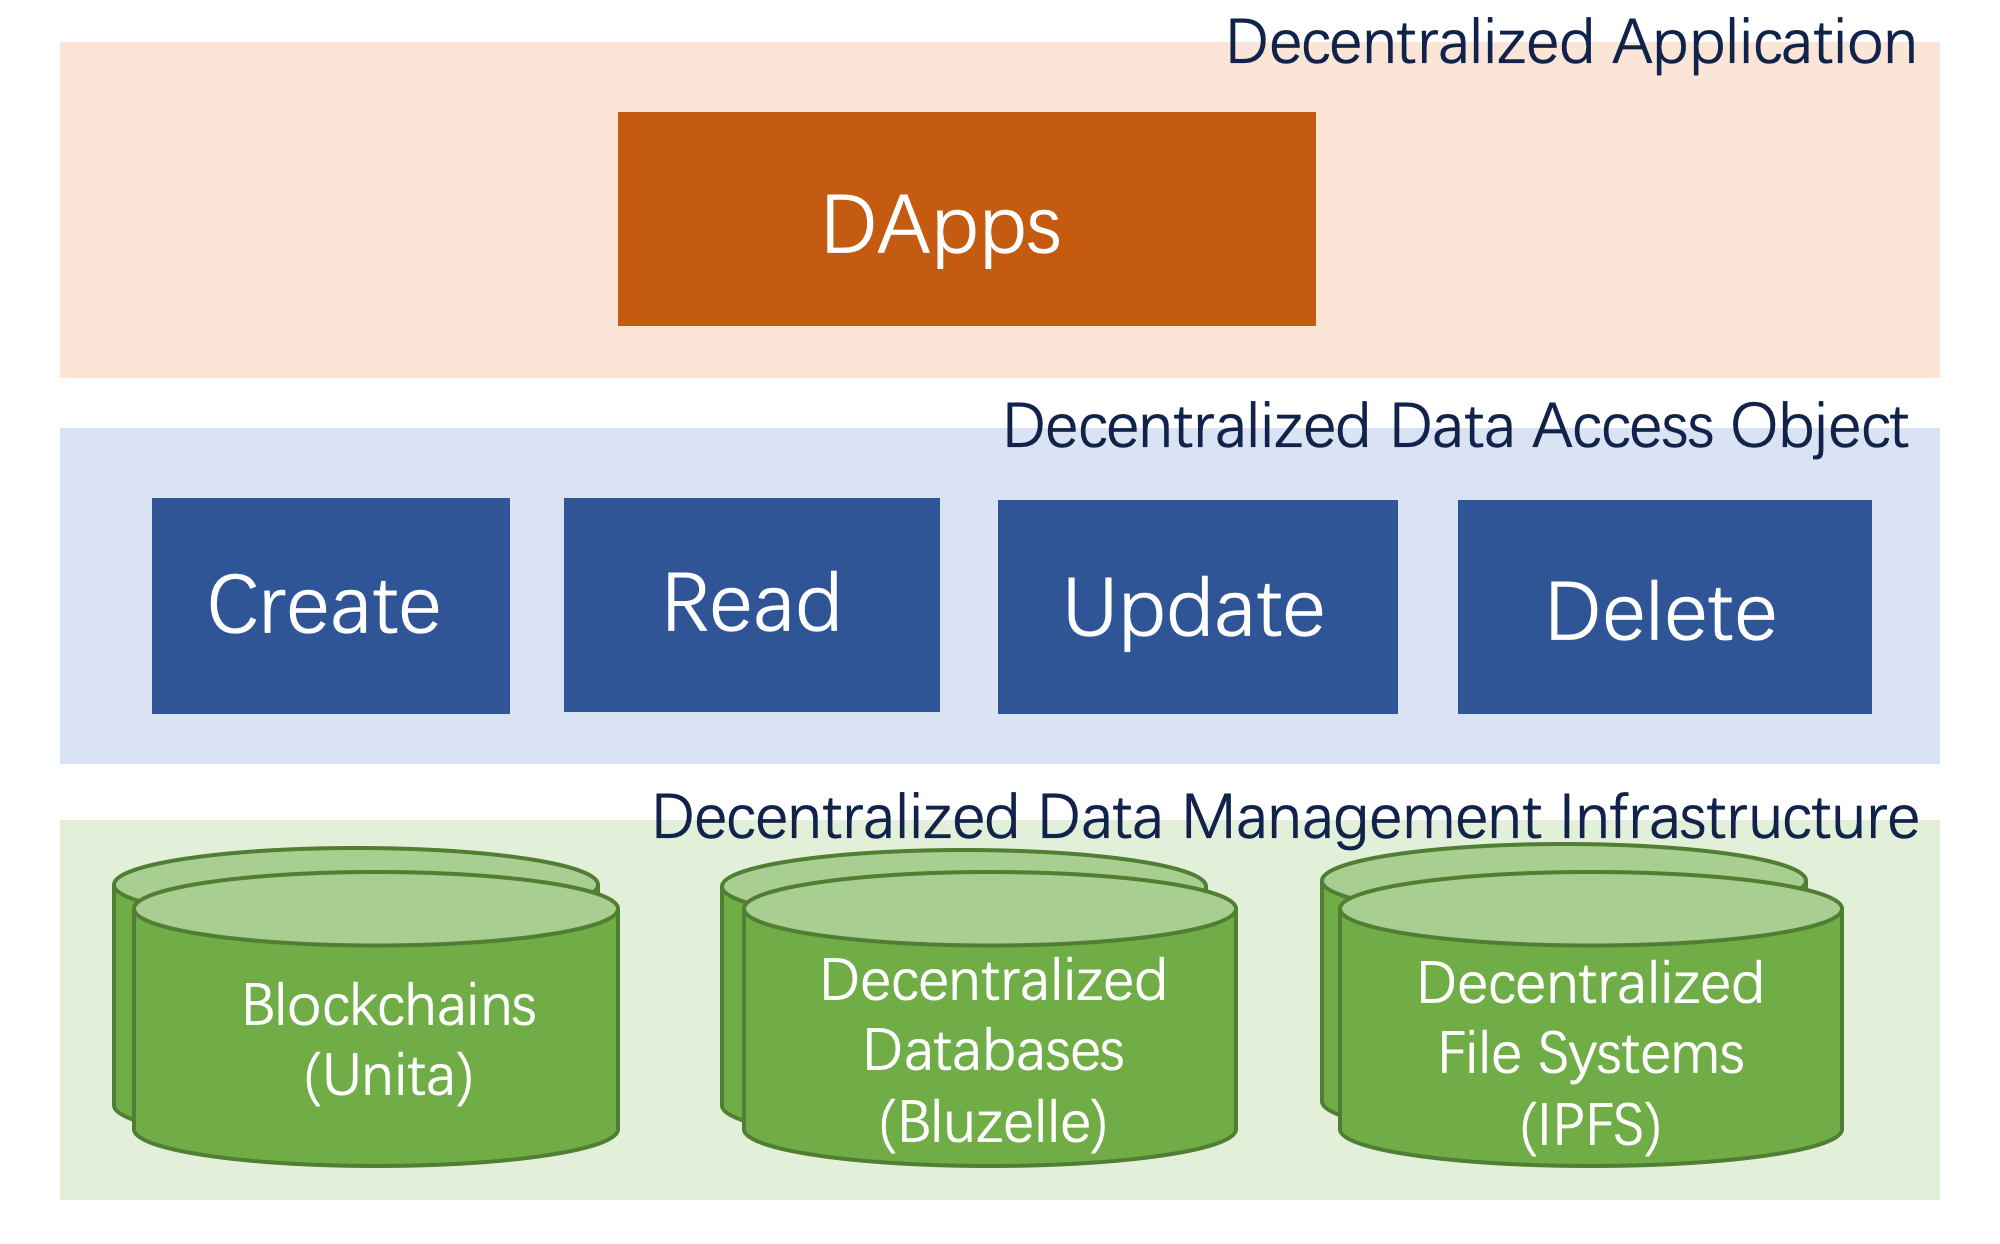 Decentralized Application
DApps
Decentralized Data Access Object
Create
Read
Update
Delete
Decentralized Data Management Infrastructure
Blockchains
(Unita)
Decentralized
Databases
(Bluzelle)
Decentralized
File Systems
(IPFS)